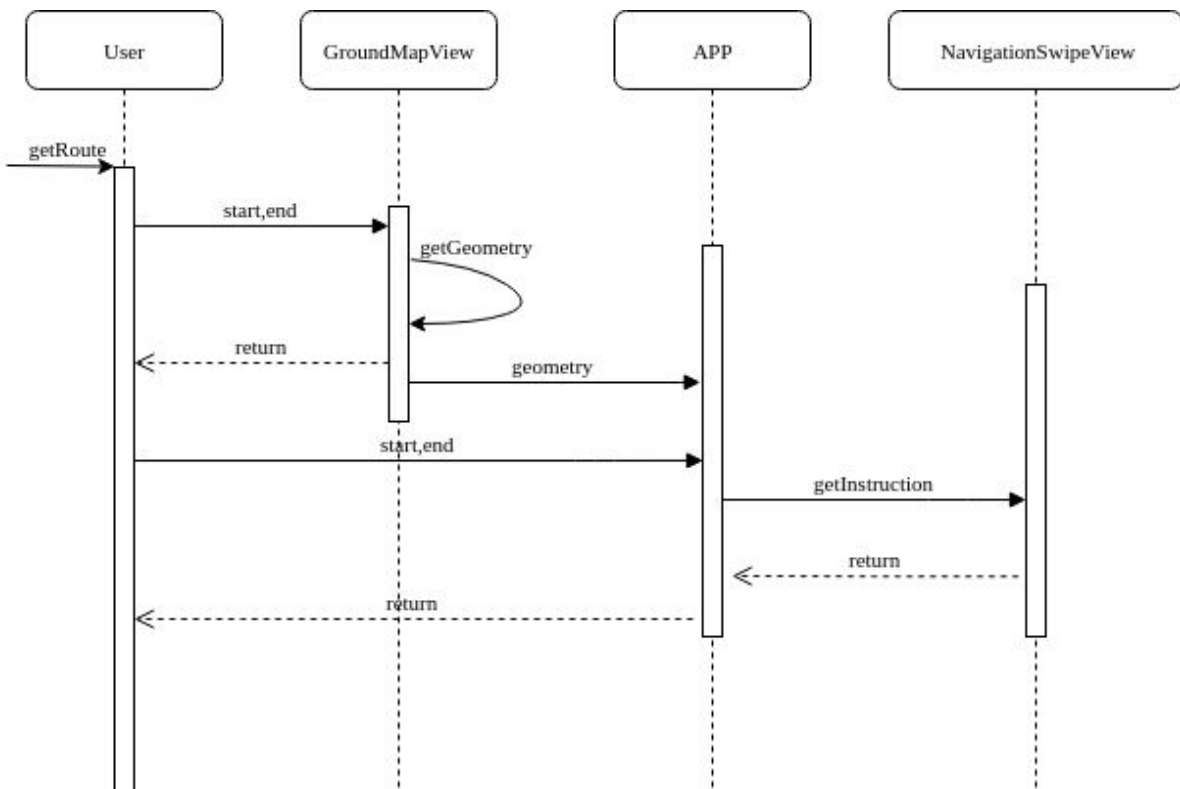 User
GroundMapView
APP
NavigationSwipeView
getRoute
start,end
getGeometry
return
geometry
start,end
getInstruction
return
return